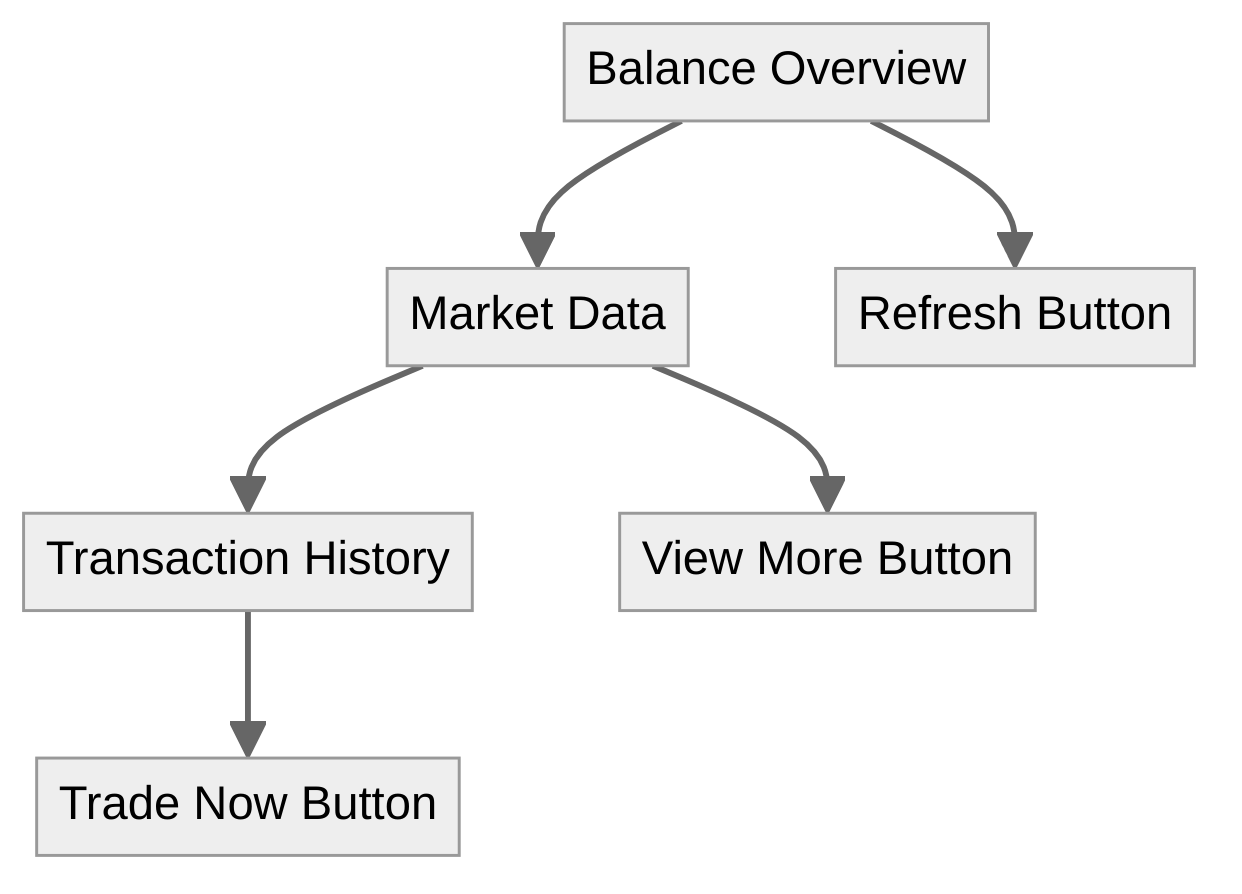 Balance Overview
Market Data
Refresh Button
Transaction History
View More Button
Trade Now Button